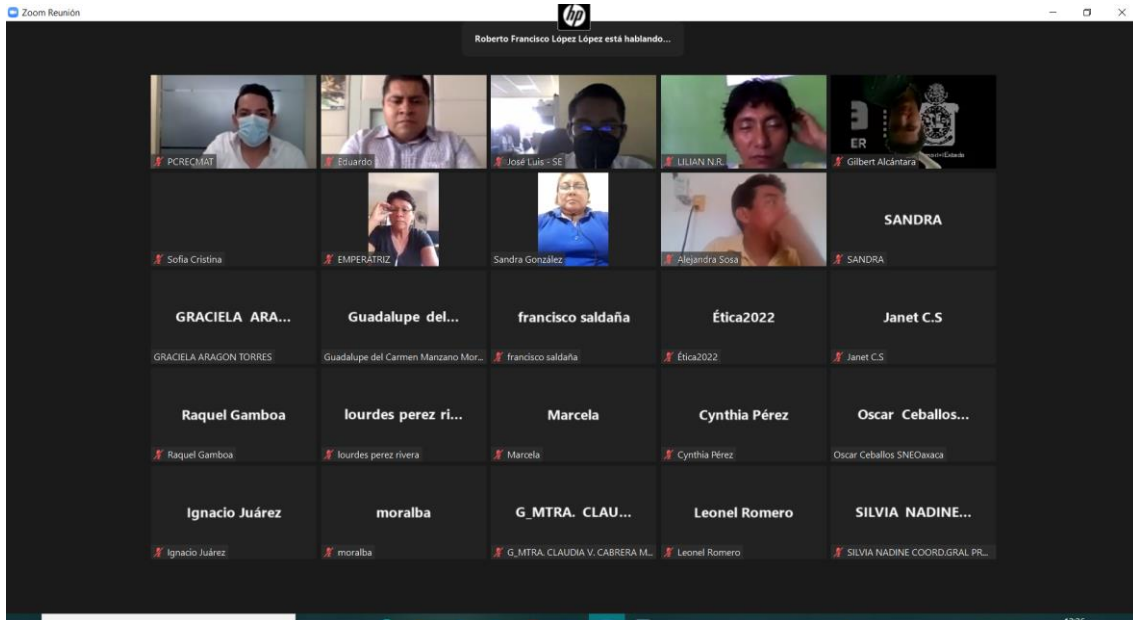 Zoom Reunión
hp
Roberto Francisco López López está hablando...
PCRECMAT
Eduardo
José Luis - SE
LILIAN N.R.
ER
Gilbert Alcántara
Sofia Cristina
EMPERATRIZ
Sandra González
Alejandra Sosa
SANDRA
SANDRA
GRACIELA ARA...
GRACIELA ARAGON TORRES
Guadalupe del...
Guadalupe del Carmen Manzano Mor...
francisco saldaña
francisco saldaña
Ética2022
Ética2022
Janet C.S
Janet C.S
Raquel Gamboa
Raquel Gamboa
lourdes perez ri...
lourdes perez rivera
Marcela
Marcela
Cynthia Pérez
Cynthia Pérez
Oscar Ceballos...
Oscar Ceballos SNEOaxaca
Ignacio Juárez
Ignacio Juárez
moralba
moralba
G_MTRA. CLAU...
G_MTRA. CLAUDIA V. CABRERA M...
Leonel Romero
Leonel Romero
SILVIA NADINE...
SILVIA NADINE COORD.GRAL PR...